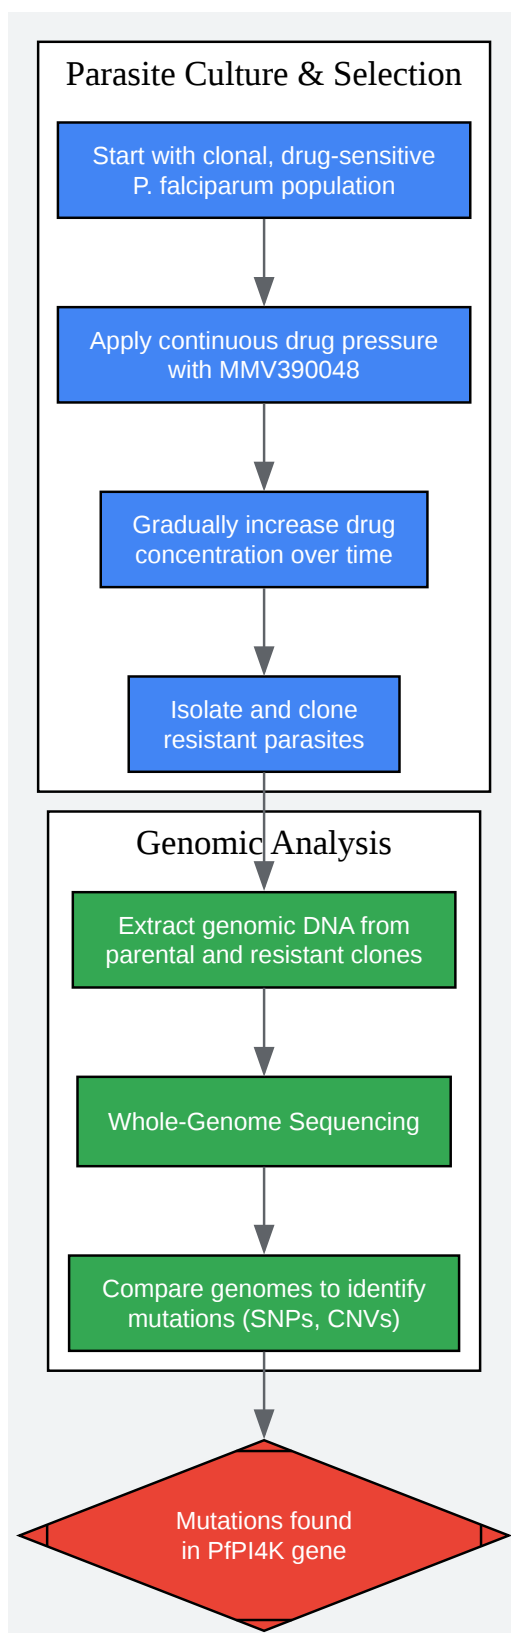 Parasite Culture & Selection
Start with clonal, drug-sensitive
P. falciparum population
Apply continuous drug pressure
with MMV390048
Gradually increase drug
concentration over time
Isolate and clone
resistant parasites
Genomic Analysis
Extract genomic DNA from
parental and resistant clones
Whole-Genome Sequencing
Compare genomes to identify
mutations (SNPs, CNVs)
Mutations found
in PfPI4K gene